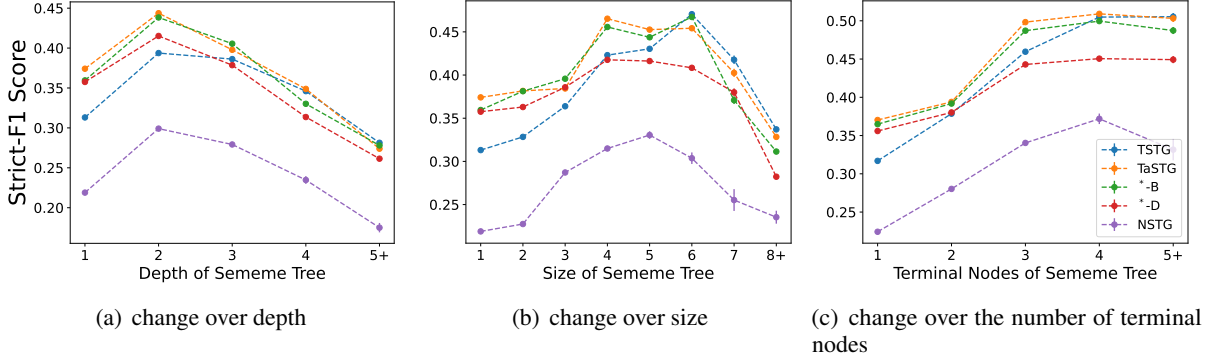 Strict-F1 Score
0.45
0.40
0.35
0.30
0.25
0.20
1 2 3 4 5+
Depth of Sememe Tree
(a) change over depth
0.45
0.40
0.35
0.30
0.25
1 2 3 4 5 6 7 8+
Size of Sememe Tree
(b) change over size
0.50
0.45
0.40
0.35
0.30
0.25
TSTG
TaSTG
*-B
*-D
NSTG
1 2 3 4 5+
Terminal Nodes of Sememe Tree
(c) change over the number of terminal
nodes